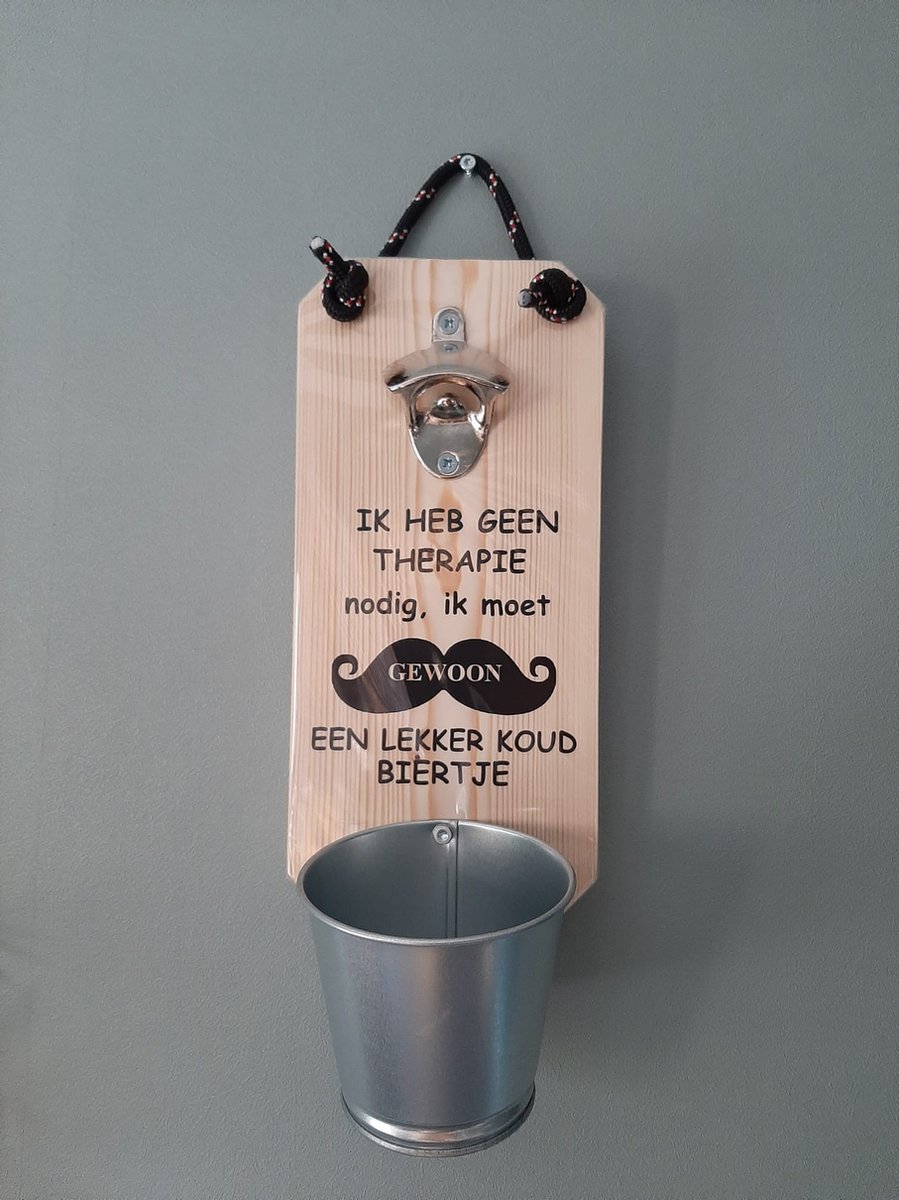 IK HEB GEEN
THERAPIE
nodig, ik moet
GEWOON
EEN LEKKER KOUD
BIERTJE